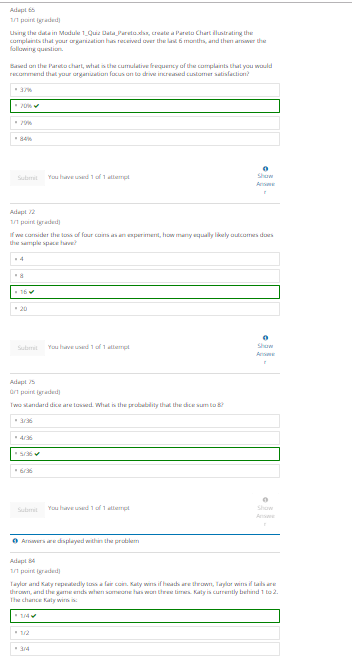 Adapt 65
1/1 point (graded)
Using the data in Module 1_Quiz Data_Pareto.xlsx, create a Pareto Chart illustrating the
complaints that your organization has received over the last 6 months, and then answer the
following question.
Based on the Pareto chart, what is the cumulative frequency of the complaints that you would
recommend that your organization focus on to drive increased customer satisfaction?
37%
70% ✔
79%
84%
Submit You have used 1 of 1 attempt
Show
Answe
r
Adapt 72
1/1 point (graded)
If we consider the toss of four coins as an experiment, how many equally likely outcomes does
the sample space have?
4
8
16 ✔
20
Submit You have used 1 of 1 attempt
Show
Answe
r
Adapt 75
0/1 point (graded)
Two standard dice are tossed. What is the probability that the dice sum to 8?
3/36
4/36
5/36 ✔
6/36
Submit You have used 1 of 1 attempt
Show
Answe
r
Answers are displayed within the problem
Adapt 84
1/1 point (graded)
Taylor and Katy repeatedly toss a fair coin. Katy wins if heads are thrown, Taylor wins if tails are
thrown, and the game ends when someone has won three times. Katy is currently behind 1 to 2.
The chance Katy wins is:
1/4 ✔
1/2
3/4